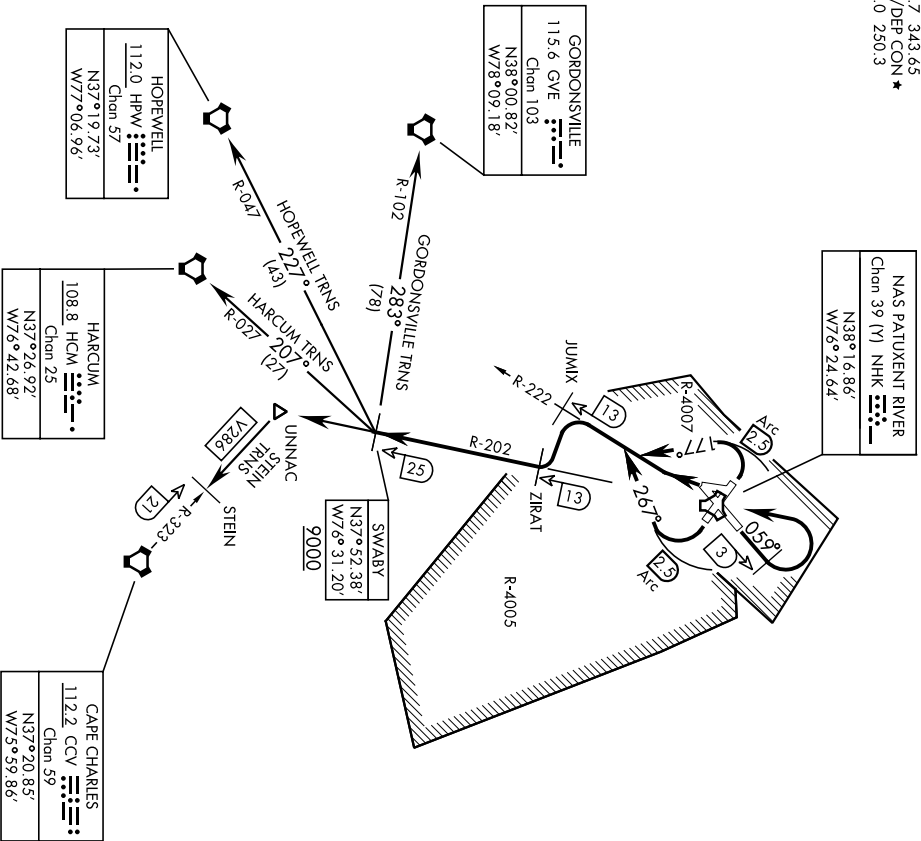 .7 343.65
/DEP CON ★
.0 250.3
GORDONSVILLE
115.6 GVE
Chan 103
N38°00.82'
W78°09.18'
NAS PATUXENT RIVER
Chan 39 (Y) NHK
N38°16.86'
W76°24.64'
HOPEWELL
112.0 HPW
Chan 57
N37°19.73'
W77°06.96'
HARCUM
108.8 HCM
Chan 25
N37°26.92'
W76°42.68'
CAPE CHARLES
112.2 CCV
Chan 59
N37°20.85'
W75°59.86'
SWABY
N37°52.38'
W76°31.20'
9000
R-4007
Arc
2.5
177°
267°
059°
3
2.5
Arc
JUMIX
R-222
13
ZIRAT
13
R-202
25
R-4005
R-102
GORDONSVILLE TRNS
283°
(78)
R-047
HOPEWELL TRNS
227°
(43)
HARCUM TRNS
207°
R-027
(27)
UNNAC
V286
STEIN
TRNS
STEIN
21
R-323